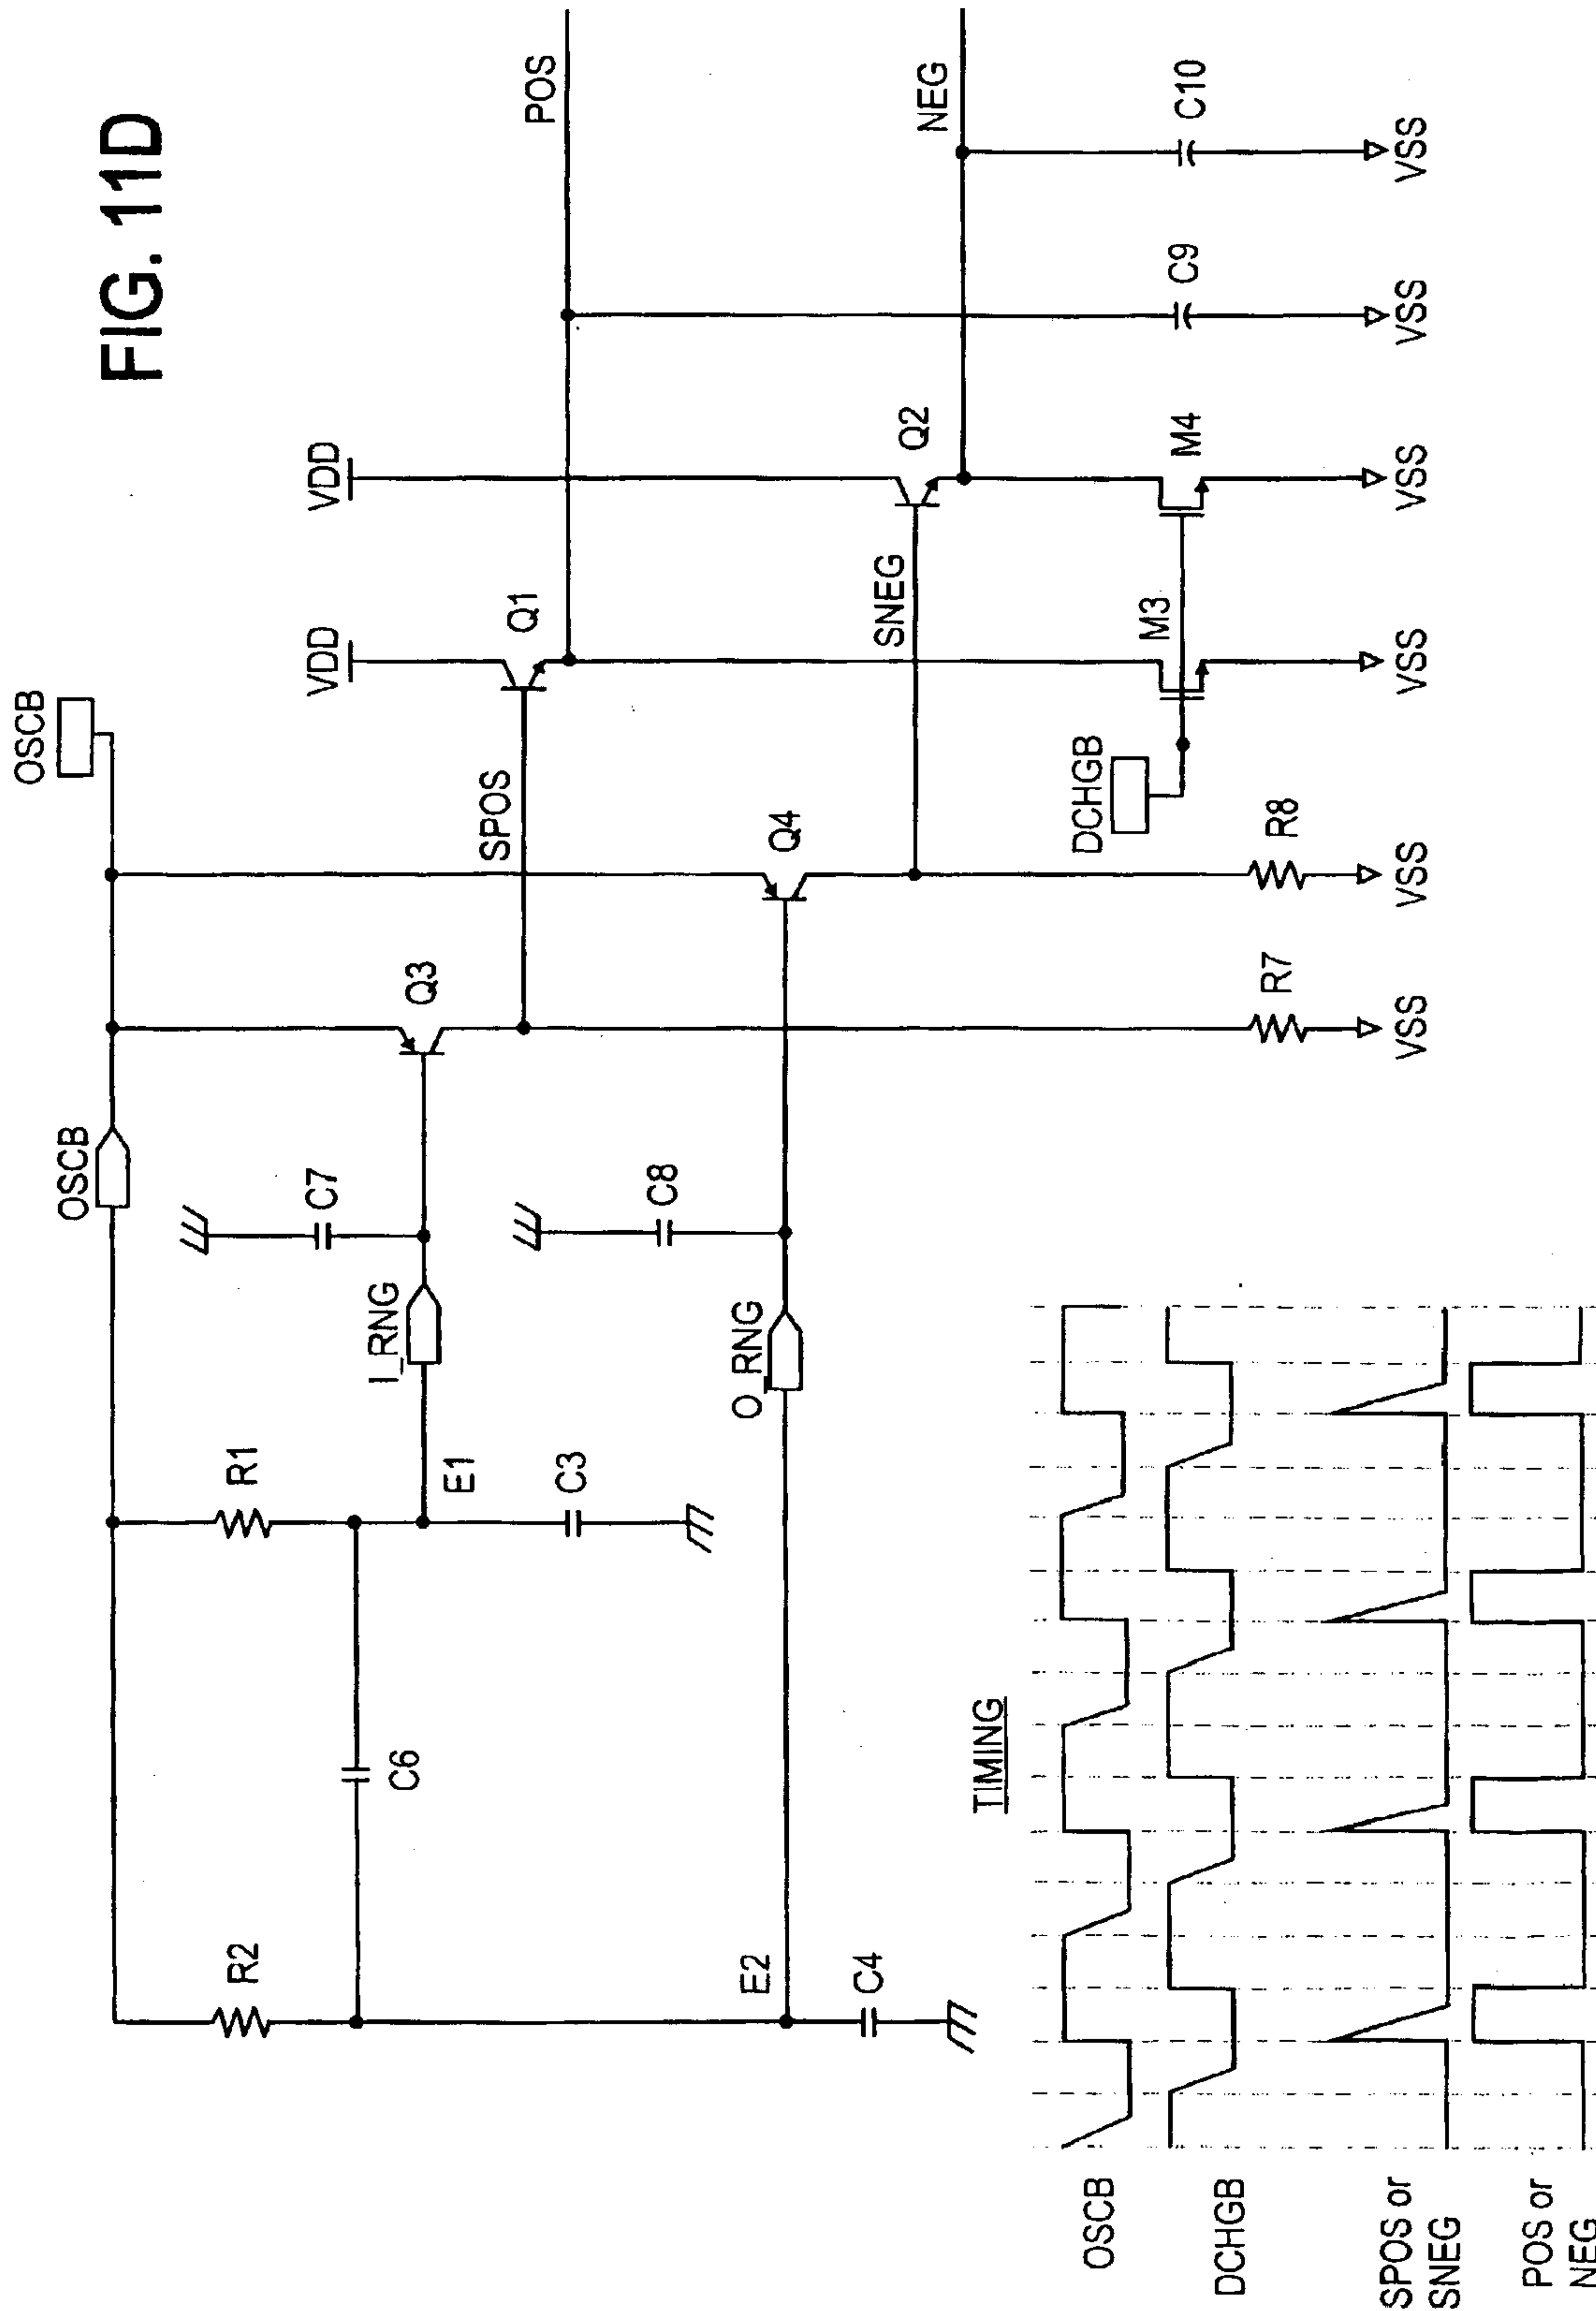 FIG. 11D
OSCB
OSCB
VDD
VDD
POS
R2
R1
C7
Q3
SPOS
Q1
C6
I_RNG
E1
C3
C8
Q4
SNEG
Q2
NEG
E2
O_RNG
C4
DCHGB
M3
M4
C9
C10
R7
R8
VSS
VSS
VSS
VSS
VSS
VSS
TIMING
OSCB
DCHGB
SPOS or
SNEG
POS or
NEG